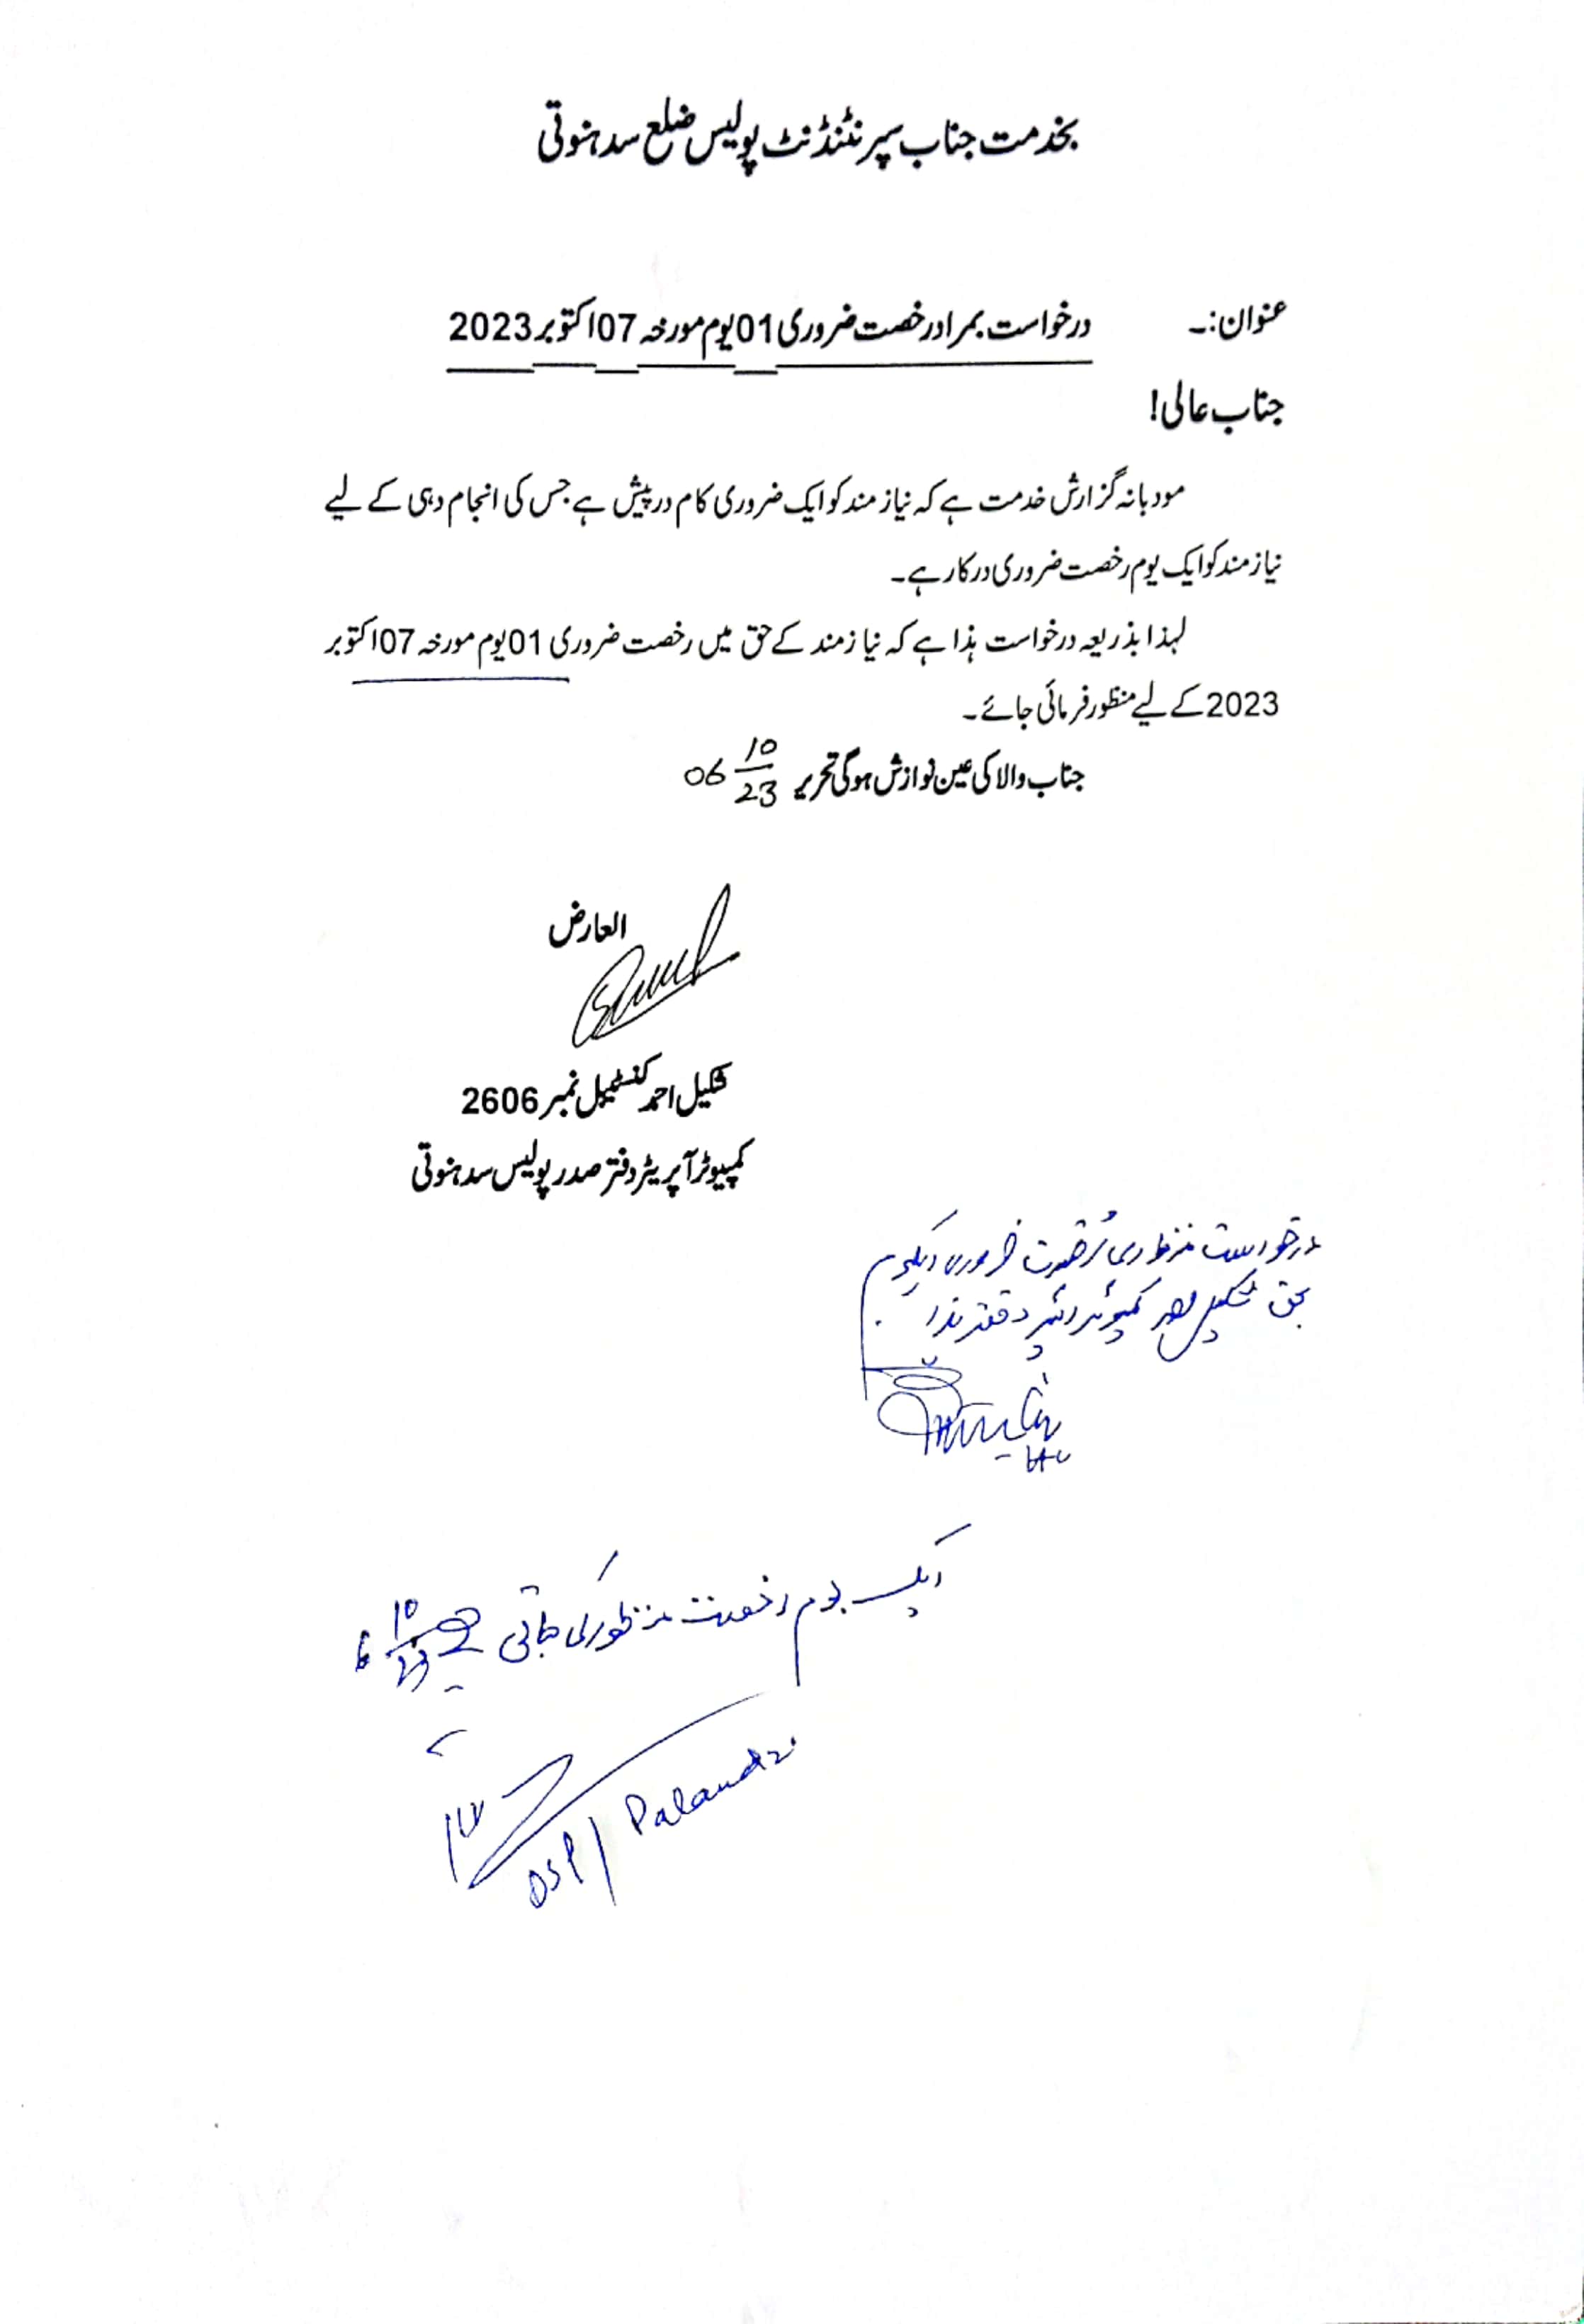 بخدمت جناب سپرنٹنڈنٹ پولیس ضلع سدہنوتی
عنوان:۔ درخواست بمراد رخصت ضروری 01 یوم مورخہ 07 اکتوبر 2023
جناب عالی!
مودبانہ گزارش خدمت ہے کہ نیاز مند کو ایک ضروری کام درپیش ہے جس کی انجام دہی کے لیے
نیاز مند کو ایک یوم رخصت ضروری درکار ہے۔
لہذا بذریعہ درخواست ہذا ہے کہ نیاز مند کے حق میں رخصت ضروری 01 یوم مورخہ 07 اکتوبر
2023 کے لیے منظور فرمائی جائے۔
جناب والا کی عین نوازش ہوگی تحریر 06 10/23
العارض
شکیل احمد کنسٹیبل نمبر 2606
کمپیوٹر آپریٹر دفتر صدر پولیس سدہنوتی
درخواست منظوری رخصت ضروری ایک یوم
بحق شکیل احمد کمپیوٹر آپریٹر دفتر ہذا
ایک یوم رخصت منظور کی جاتی ہے 6 10/23
DSP/ Palandri